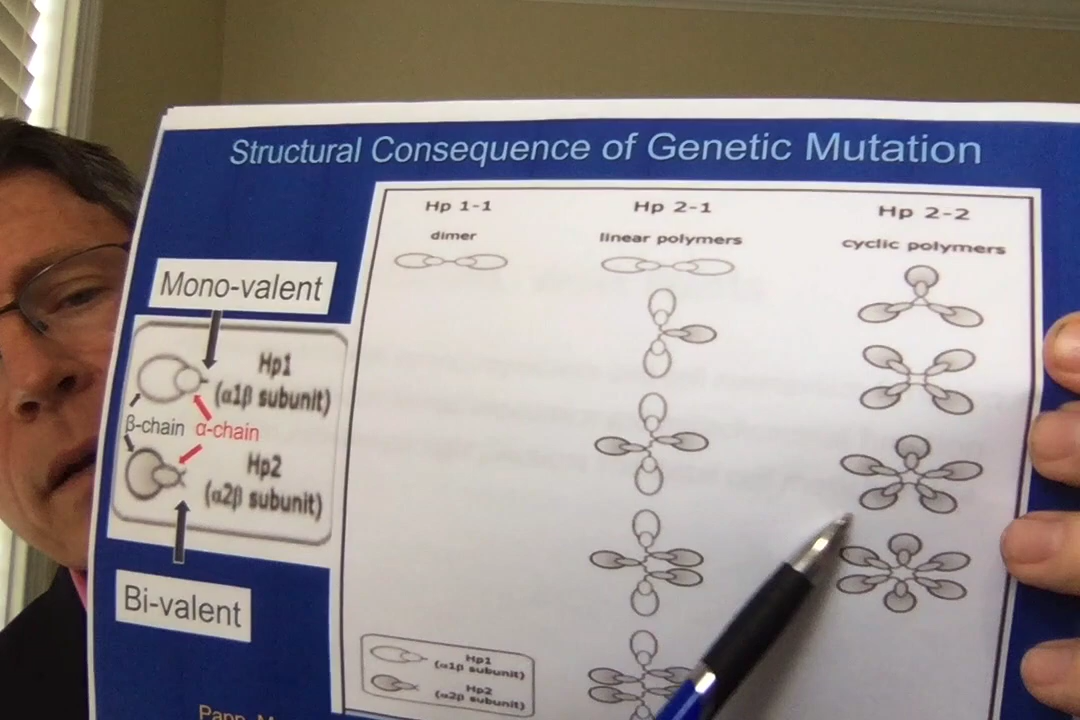 Structural Consequence of Genetic Mutation
Mono-valent
Hp1
(α1β subunit)
β-chain α-chain
Hp2
(α2β subunit)
Bi-valent
Hp 1-1
dimer
Hp 2-1
linear polymers
Hp 2-2
cyclic polymers
Hp1
(α1β subunit)
Hp2
(α2β subunit)